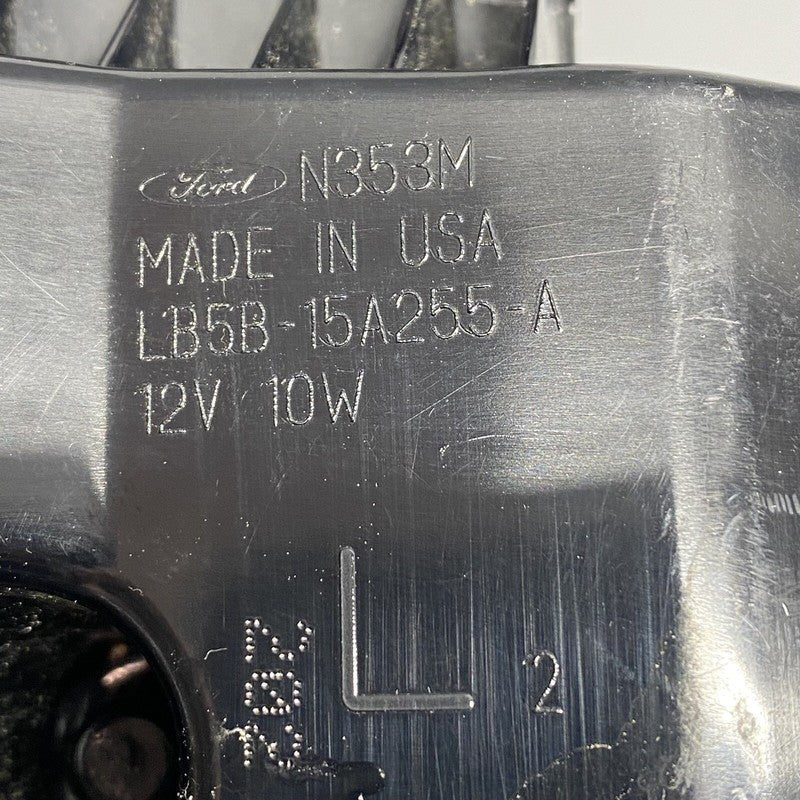 Ford N353M
MADE IN USA
LB5B-15A255-A
12V 10W
L
2